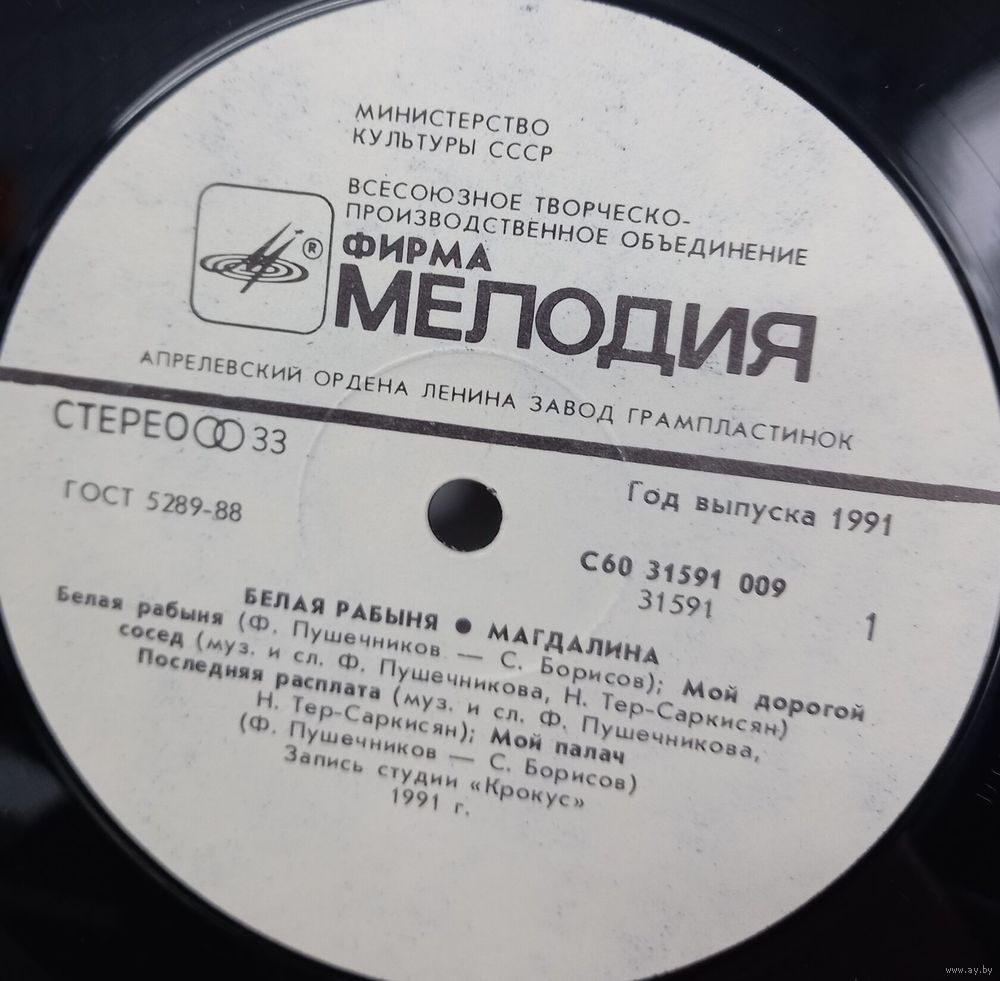 МИНИСТЕРСТВО
КУЛЬТУРЫ СССР
ВСЕСОЮЗНОЕ ТВОРЧЕСКО-
ПРОИЗВОДСТВЕННОЕ ОБЪЕДИНЕНИЕ
®
ФИРМА
МЕЛОДИЯ
АПРЕЛЕВСКИЙ ОРДЕНА ЛЕНИНА ЗАВОД ГРАМПЛАСТИНОК
СТЕРЕО 33
ГОСТ 5289-88
Год выпуска 1991
С60 31591 009
31591
1
БЕЛАЯ РАБЫНЯ ● МАГДАЛИНА
Белая рабыня (Ф. Пушечников — С. Борисов); Мой дорогой
сосед (муз. и сл. Ф. Пушечникова, Н. Тер-Саркисян)
Последняя расплата (муз. и сл. Ф. Пушечникова,
Н. Тер-Саркисян); Мой палач
(Ф. Пушечников — С. Борисов)
Запись студии «Крокус»
1991 г.
www.ay.by